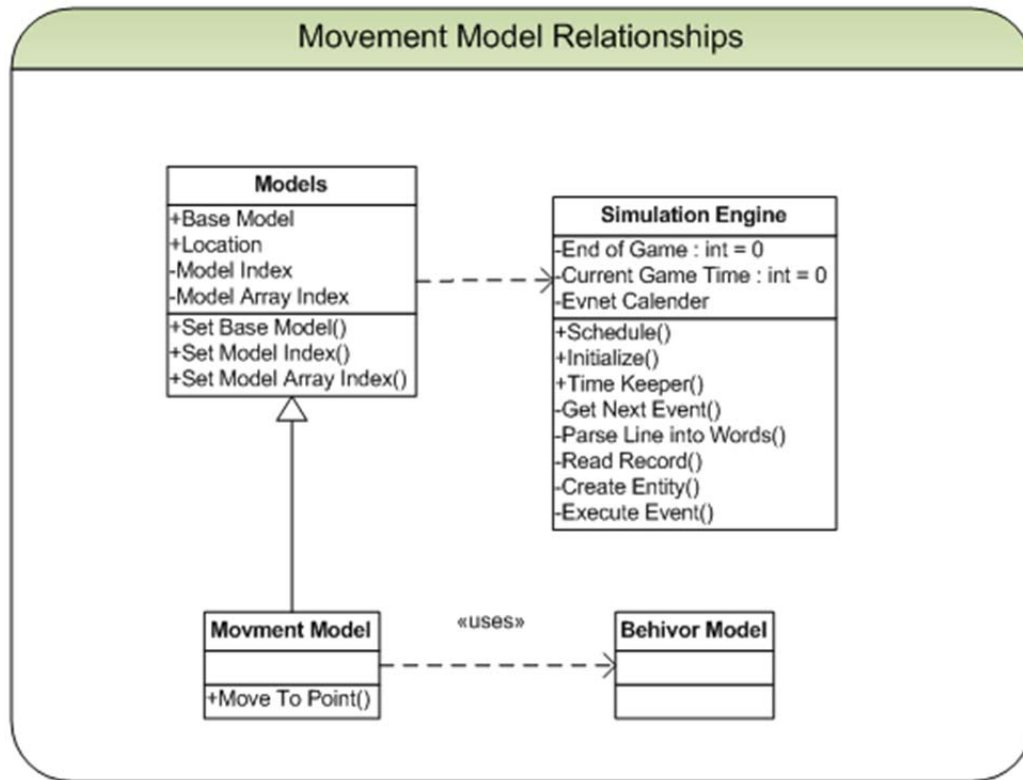 Movement Model Relationships
Models
+Base Model
+Location
-Model Index
-Model Array Index
+Set Base Model()
+Set Model Index()
+Set Model Array Index()
Simulation Engine
-End of Game : int = 0
-Current Game Time : int = 0
-Evnet Calender
+Schedule()
+Initialize()
+Time Keeper()
-Get Next Event()
-Parse Line into Words()
-Read Record()
-Create Entity()
-Execute Event()
Movment Model
+Move To Point()
«uses»
Behivor Model